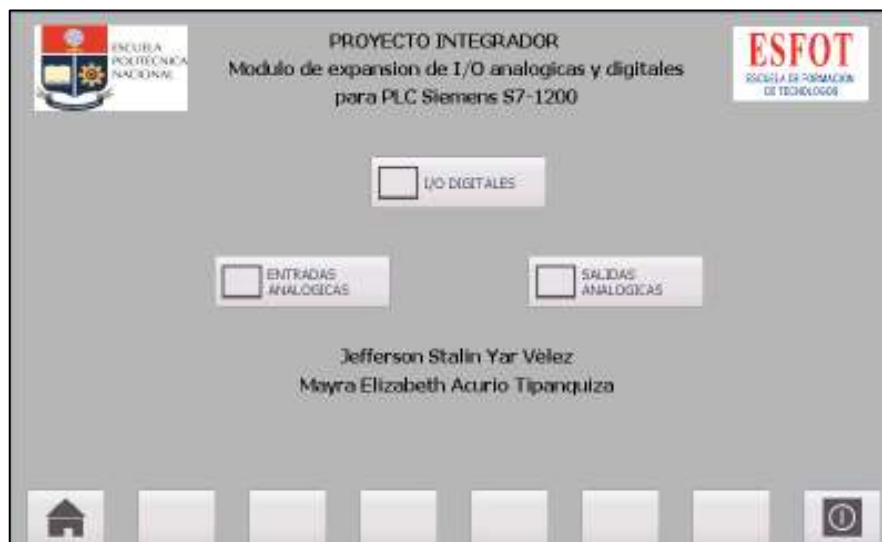 ESCUELA
POLITÉCNICA
NACIONAL
PROYECTO INTEGRADOR
Modulo de expansion de I/O analogicas y digitales
para PLC Siemens S7-1200
ESFOT
ESCUELA DE FORMACIÓN
DE TECNÓLOGOS
I/O DIGITALES
ENTRADAS
ANALOGICAS
SALIDAS
ANALOGICAS
Jefferson Stalin Yar Vèlez
Mayra Elizabeth Acurio Tipanquiza